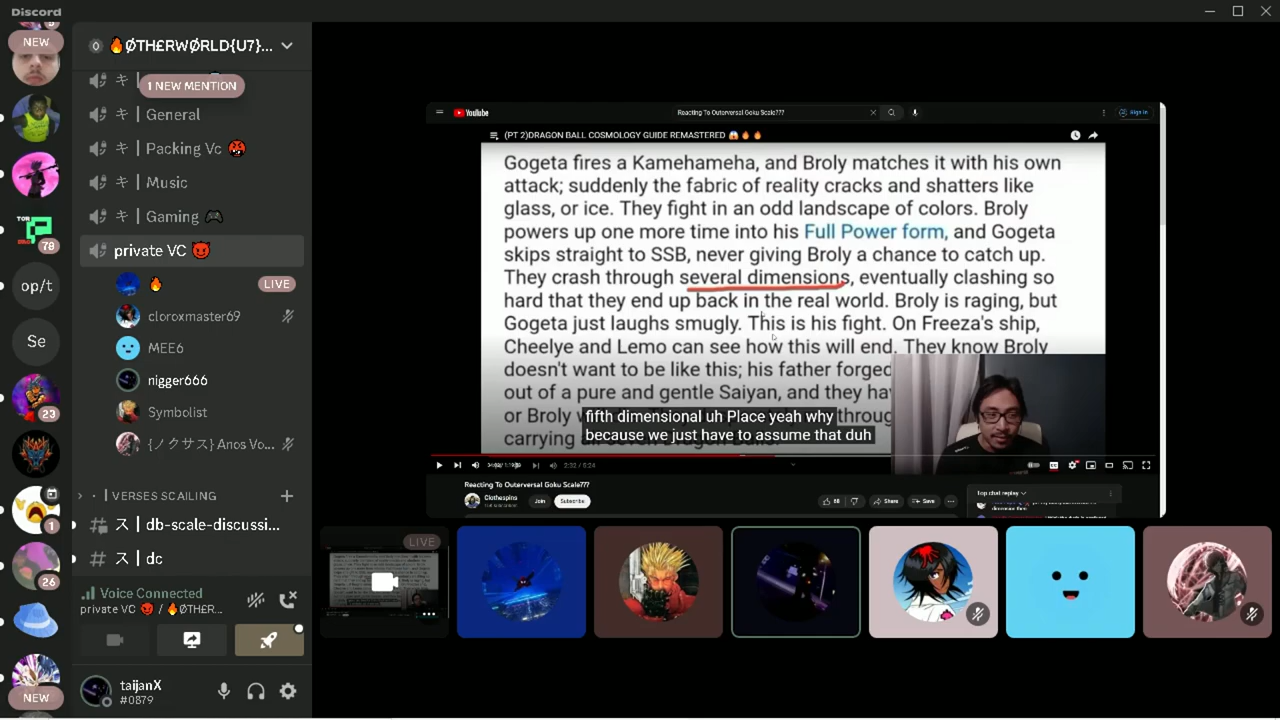 Discord
NEW
🔥ØTH£RWØRLD{U7}...
1 NEW MENTION
キ | General
キ | Packing Vc
キ | Music
キ | Gaming
private VC
LIVE
cloroxmaster69
MEE6
nigger666
Symbolist
{ノクサス} Anos Vo...
| VERSES SCAILING
ス | db-scale-discussi...
ス | dc
Voice Connected
private VC / ØTHER...
taijanX
#0879
78
op/t
Se
23
1
26
NEW
YouTube
Reacting To Outerversal Goku Scale???
Sign in
(PT 2)DRAGON BALL COSMOLOGY GUIDE REMASTERED
Gogeta fires a Kamehameha, and Broly matches it with his own
attack; suddenly the fabric of reality cracks and shatters like
glass, or ice. They fight in an odd landscape of colors. Broly
powers up one more time into his Full Power form, and Gogeta
skips straight to SSB, never giving Broly a chance to catch up.
They crash through several dimensions, eventually clashing so
hard that they end up back in the real world. Broly is raging, but
Gogeta just laughs smugly. This is his fight. On Freeza's ship,
Cheelye and Lemo can see how this will end. They know Broly
doesn't want to be like this; his father forged
out of a pure and gentle Saiyan, and they hav
or Broly w
throug
carrying
fifth dimensional uh Place yeah why
because we just have to assume that duh
2:32 / 5:24
Reacting To Outerversal Goku Scale???
Clothespins
Join
Subscribe
Share
Save
Top chat replay
LIVE